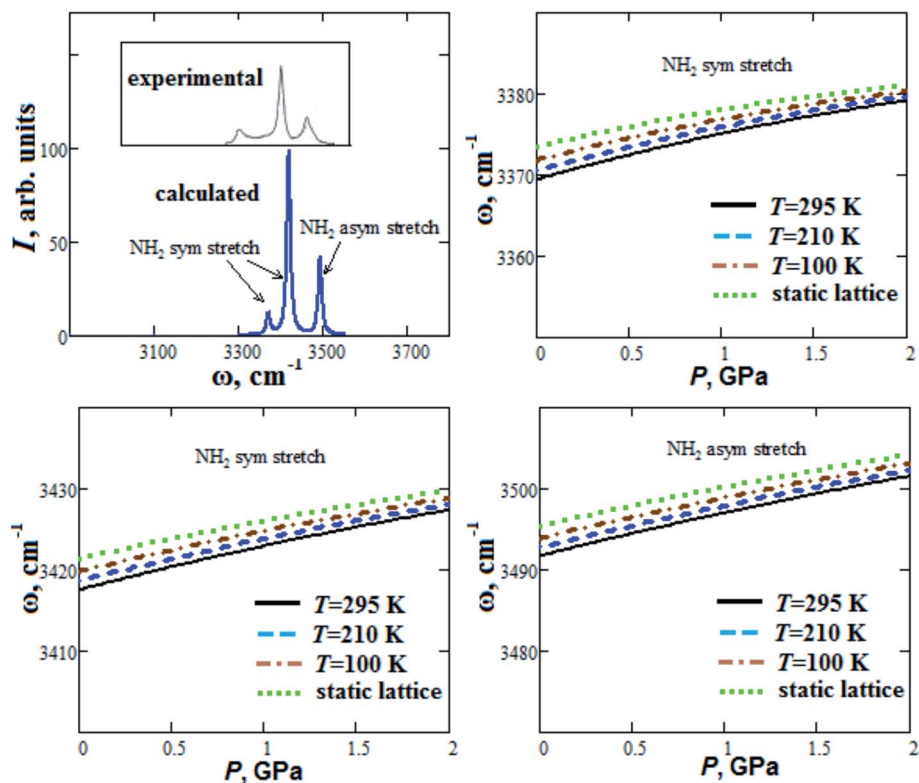 experimental
calculated
NH₂ sym stretch
NH₂ asym stretch
I, arb. units
100
50
0
3100
3300
3500
3700
ω, cm⁻¹
NH₂ sym stretch
ω, cm⁻¹
3380
3370
3360
T=295 K
T=210 K
T=100 K
static lattice
0
0.5
1
1.5
2
P, GPa
NH₂ sym stretch
ω, cm⁻¹
3430
3420
3410
T=295 K
T=210 K
T=100 K
static lattice
0
0.5
1
1.5
2
P, GPa
NH₂ asym stretch
ω, cm⁻¹
3500
3490
3480
T=295 K
T=210 K
T=100 K
static lattice
0
0.5
1
1.5
2
P, GPa